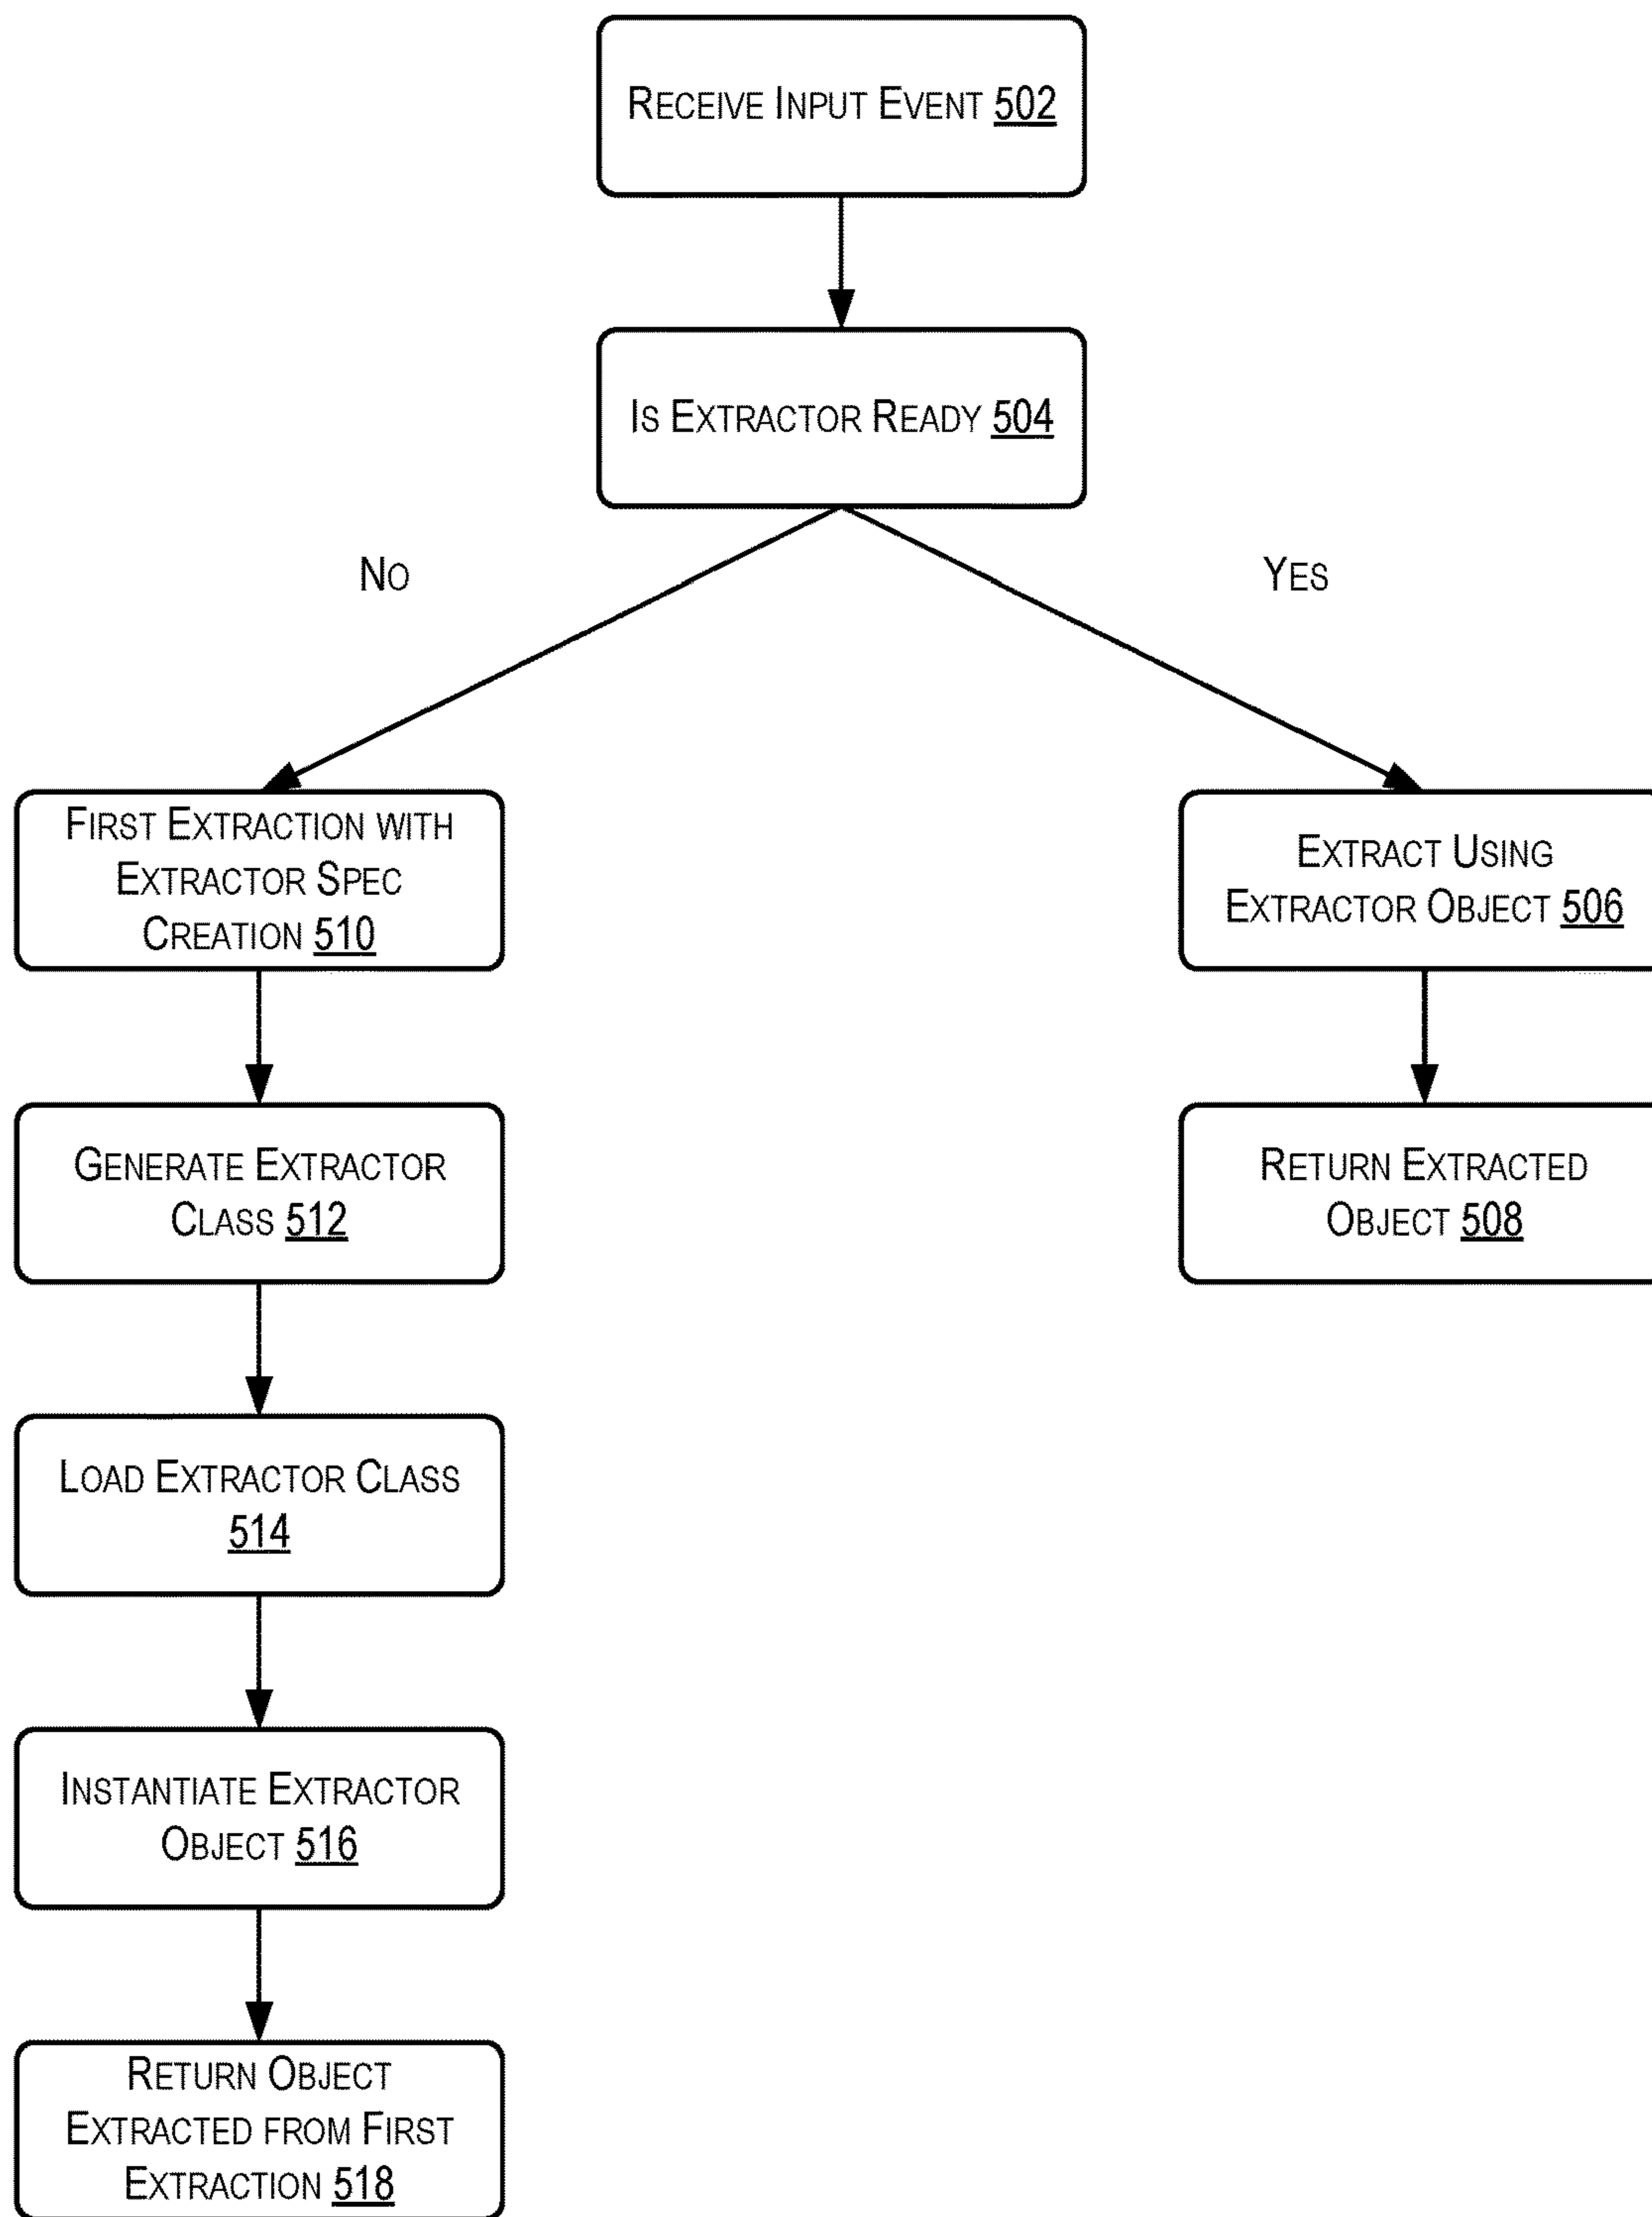 RECEIVE INPUT EVENT 502
IS EXTRACTOR READY 504
NO
YES
FIRST EXTRACTION WITH
EXTRACTOR SPEC
CREATION 510
EXTRACT USING
EXTRACTOR OBJECT 506
GENERATE EXTRACTOR
CLASS 512
RETURN EXTRACTED
OBJECT 508
LOAD EXTRACTOR CLASS
514
INSTANTIATE EXTRACTOR
OBJECT 516
RETURN OBJECT
EXTRACTED FROM FIRST
EXTRACTION 518